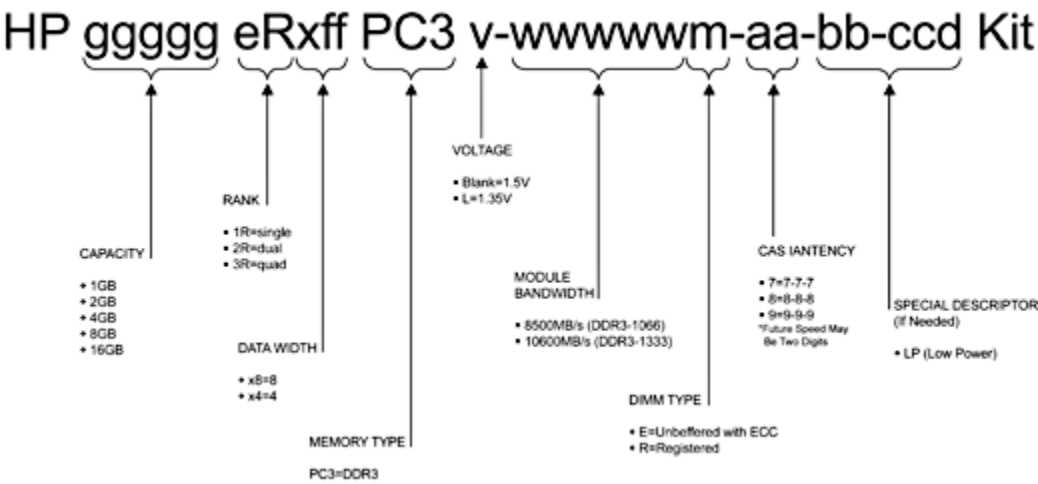 HP ggggg eRxff PC3 v-wwwwwm-aa-bb-ccd Kit
VOLTAGE
• Blank=1.5V
• L=1.35V
RANK
• 1R=single
• 2R=dual
• 3R=quad
CAPACITY
• 1GB
• 2GB
• 4GB
• 8GB
• 16GB
DATA WIDTH
• x8=8
• x4=4
MEMORY TYPE
PC3=DDR3
MODULE
BANDWIDTH
• 8500MB/s (DDR3-1066)
• 10600MB/s (DDR3-1333)
DIMM TYPE
• E=Unbeffered with ECC
• R=Registered
CAS IANTENCY
• 7=7-7-7
• 8=8-8-8
• 9=9-9-9
*Future Speed May
Be Two Digits
SPECIAL DESCRIPTOR
(If Needed)
• LP (Low Power)